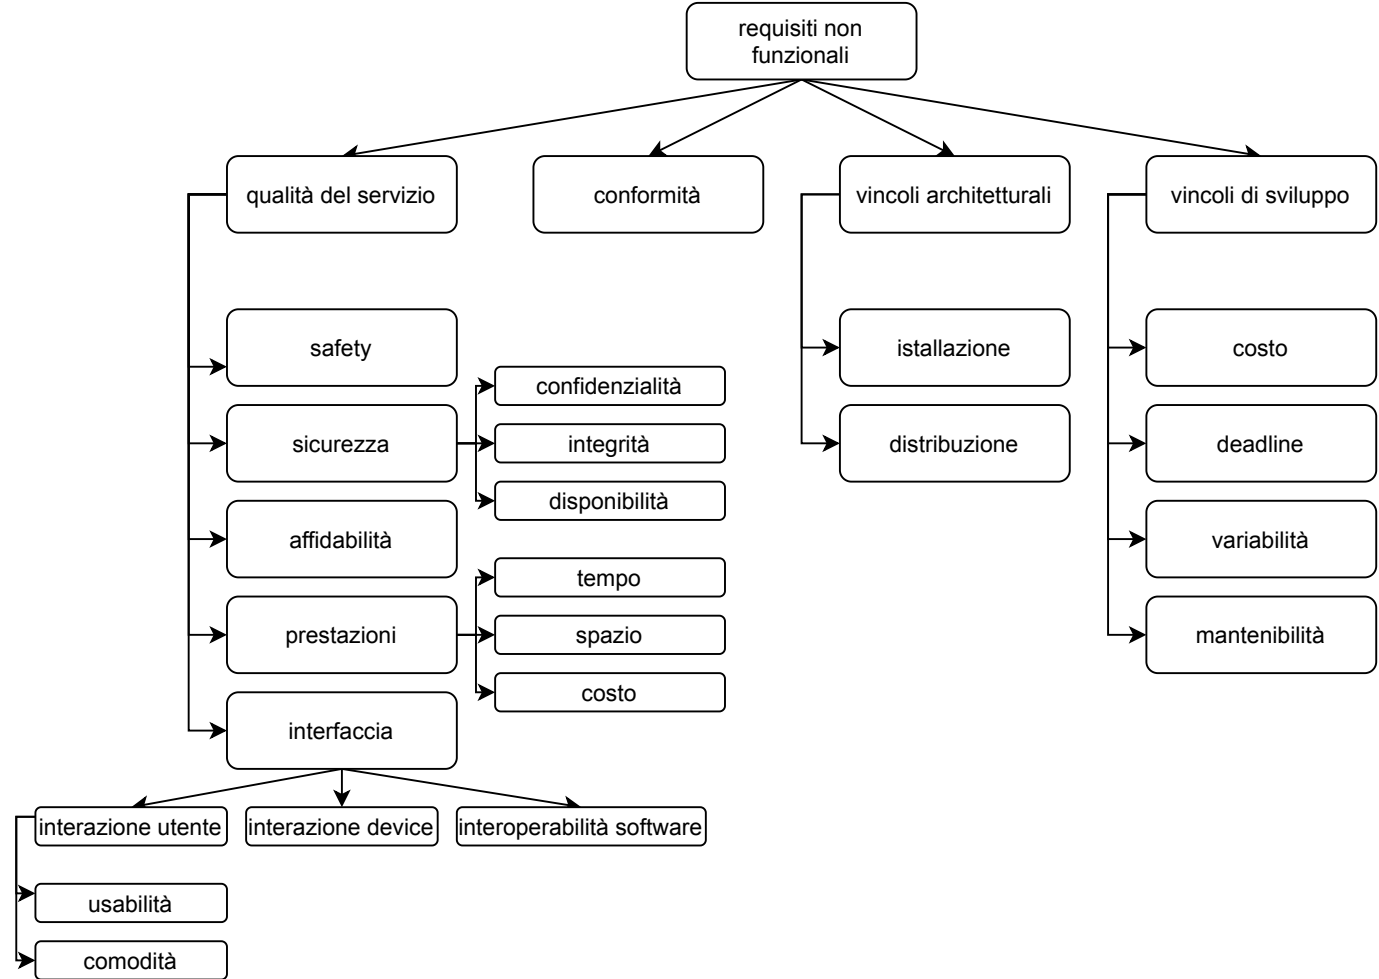 requisiti non
funzionali
qualità del servizio
conformità
vincoli architetturali
vincoli di sviluppo
safety
sicurezza
confidenzialità
integrità
disponibilità
affidabilità
prestazioni
tempo
spazio
costo
interfaccia
interazione utente
interazione device
interoperabilità software
usabilità
comodità
istallazione
distribuzione
costo
deadline
variabilità
mantenibilità